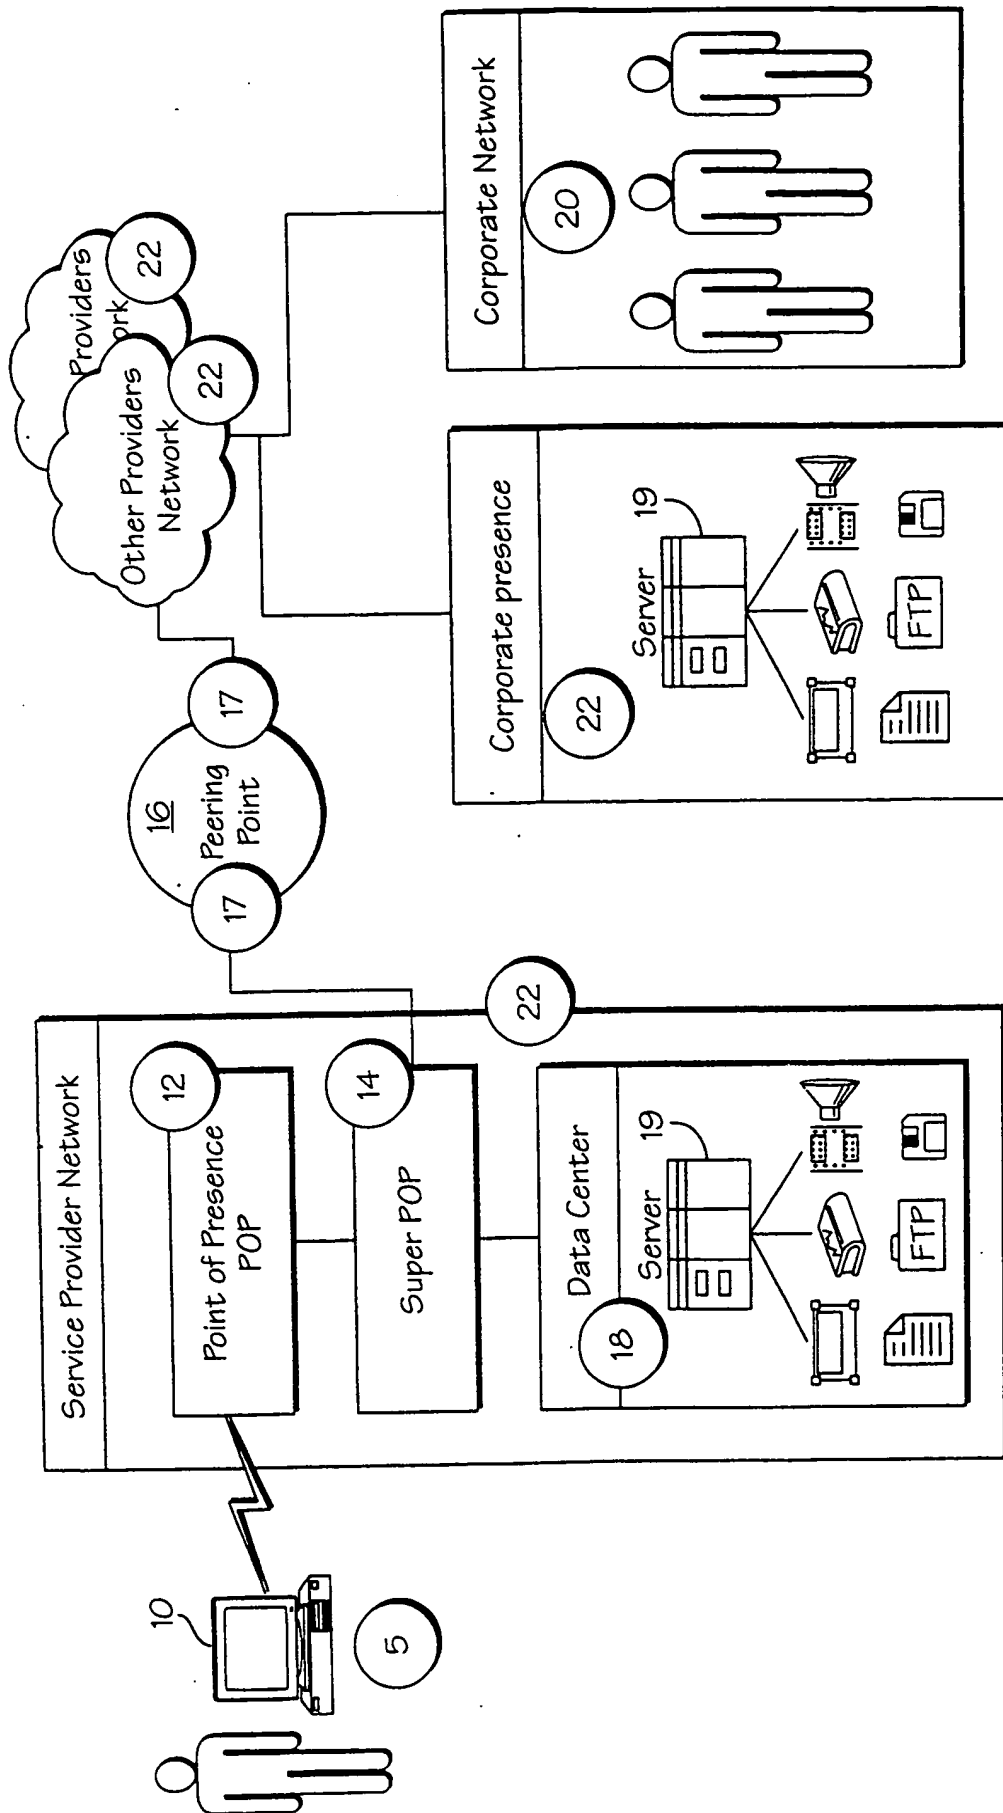 10
5
Service Provider Network
12
Point of Presence
POP
14
Super POP
22
Data Center
18
Server
19
FTP
16
Peering
Point
17
17
Providers
ork
22
Other Providers
Network
22
Corporate presence
22
Server
19
FTP
Corporate Network
20